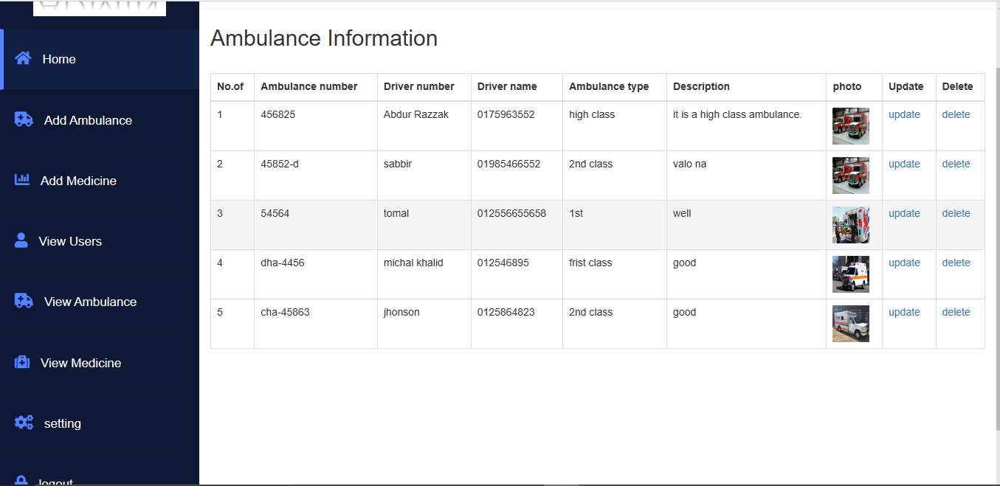 Home
Add Ambulance
Add Medicine
View Users
View Ambulance
View Medicine
setting
logout
Ambulance Information
No.of Ambulance number Driver number Driver name Ambulance type Description photo Update Delete
1 456825 Abdur Razzak 0175963552 high class it is a high class ambulance. update delete
2 45852-d sabbir 01985466552 2nd class valo na update delete
3 54564 tomal 012556655658 1st well update delete
4 dha-4456 michal khalid 012546895 frist class good update delete
5 cha-45863 jhonson 0125864823 2nd class good update delete